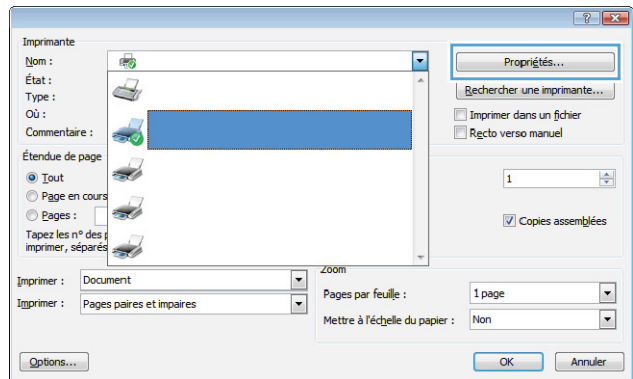 Imprimante
Nom :
Propriétés...
État :
Type :
Rechercher une imprimante...
Où :
Imprimer dans un fichier
Commentaire :
Recto verso manuel
Étendue de page
Tout
1
Page en cours
Pages :
Copies assemblées
Tapez les n° des
imprimer, séparés
Zoom
Imprimer : Document
Pages par feuille : 1 page
Imprimer : Pages paires et impaires
Mettre à l'échelle du papier : Non
Options...
OK
Annuler